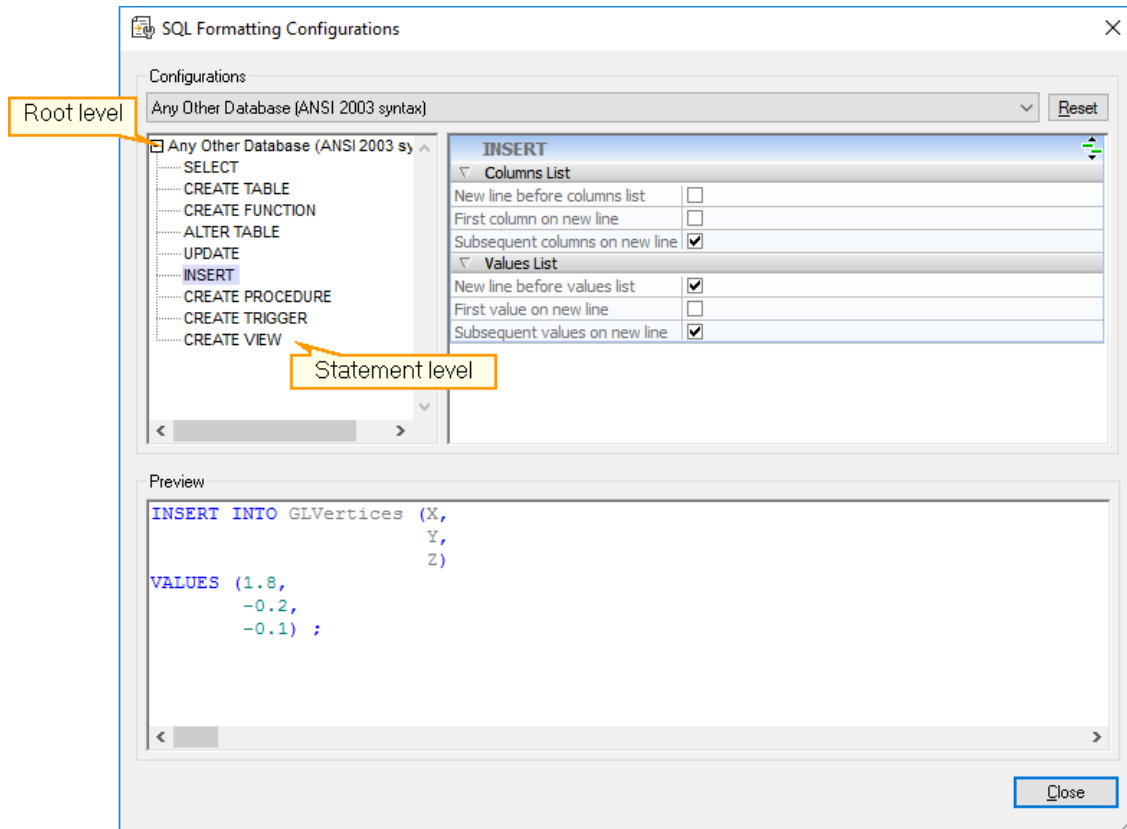 SQL Formatting Configurations
Configurations
Any Other Database (ANSI 2003 syntax)
Reset
Root level
Any Other Database (ANSI 2003 sy
SELECT
CREATE TABLE
CREATE FUNCTION
ALTER TABLE
UPDATE
INSERT
CREATE PROCEDURE
CREATE TRIGGER
CREATE VIEW
Statement level
INSERT
Columns List
New line before columns list
First column on new line
Subsequent columns on new line
Values List
New line before values list
First value on new line
Subsequent values on new line
Preview
INSERT INTO GLVertices (X,
Y,
Z)
VALUES (1.8,
-0.2,
-0.1) ;
Close